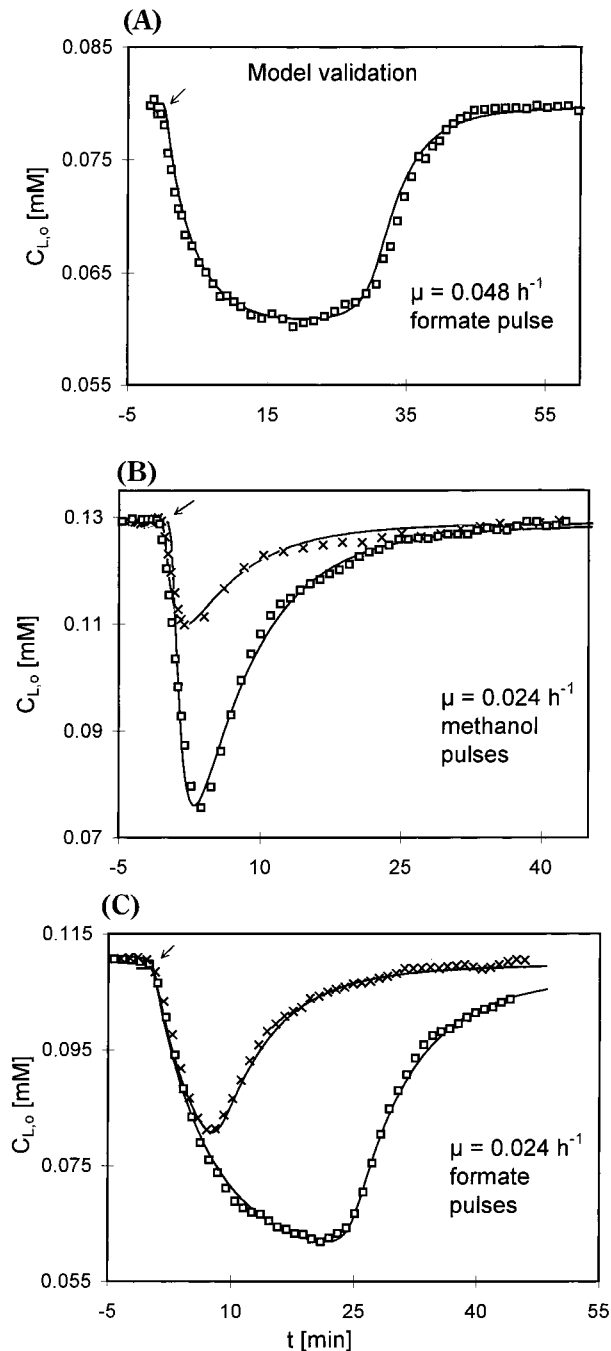 (A)
0.085
Model validation
0.075
C_L,o [mM]
0.065
μ = 0.048 h⁻¹
formate pulse
0.055
-5 15 35 55
(B)
0.13
0.11
C_L,o [mM]
0.09
μ = 0.024 h⁻¹
methanol
pulses
0.07
-5 10 25 40
(C)
0.115
0.095
C_L,o [mM]
0.075
μ = 0.024 h⁻¹
formate
pulses
0.055
-5 10 25 40 55
t [min]